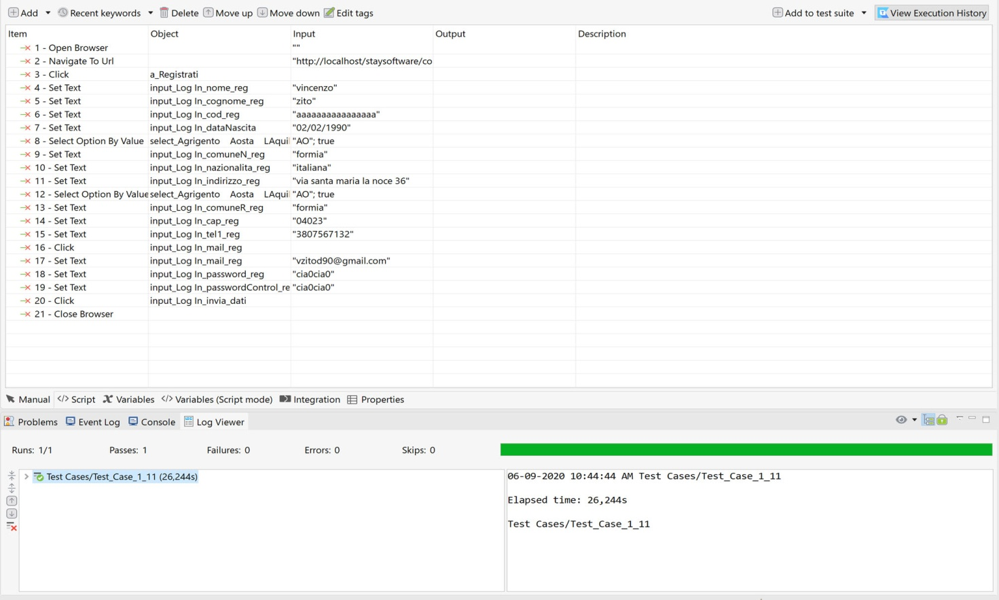 Add Recent keywords Delete Move up Move down Edit tags Add to test suite View Execution History
Item Object Input Output Description
1 - Open Browser ""
2 - Navigate To Url "http://localhost/staysoftware/co
3 - Click a_Registrati
4 - Set Text input_Log In_nome_reg "vincenzo"
5 - Set Text input_Log In_cognome_reg "zito"
6 - Set Text input_Log In_cod_reg "aaaaaaaaaaaaaaaa"
7 - Set Text input_Log In_dataNascita "02/02/1990"
8 - Select Option By Value select_Agrigento Aosta LAquil "AO"; true
9 - Set Text input_Log In_comuneN_reg "formia"
10 - Set Text input_Log In_nazionalita_reg "italiana"
11 - Set Text input_Log In_indirizzo_reg "via santa maria la noce 36"
12 - Select Option By Value select_Agrigento Aosta LAquil "AO"; true
13 - Set Text input_Log In_comuneR_reg "formia"
14 - Set Text input_Log In_cap_reg "04023"
15 - Set Text input_Log In_tel1_reg "3807567132"
16 - Click input_Log In_mail_reg
17 - Set Text input_Log In_mail_reg "vzitod90@gmail.com"
18 - Set Text input_Log In_password_reg "cia0cia0"
19 - Set Text input_Log In_passwordControl_re "cia0cia0"
20 - Click input_Log In_invia_dati
21 - Close Browser
Manual </> Script Variables </> Variables (Script mode) Integration Properties
Problems Event Log Console Log Viewer
Runs: 1/1 Passes: 1 Failures: 0 Errors: 0 Skips: 0
Test Cases/Test_Case_1_11 (26,244s)
06-09-2020 10:44:44 AM Test Cases/Test_Case_1_11
Elapsed time: 26,244s
Test Cases/Test_Case_1_11